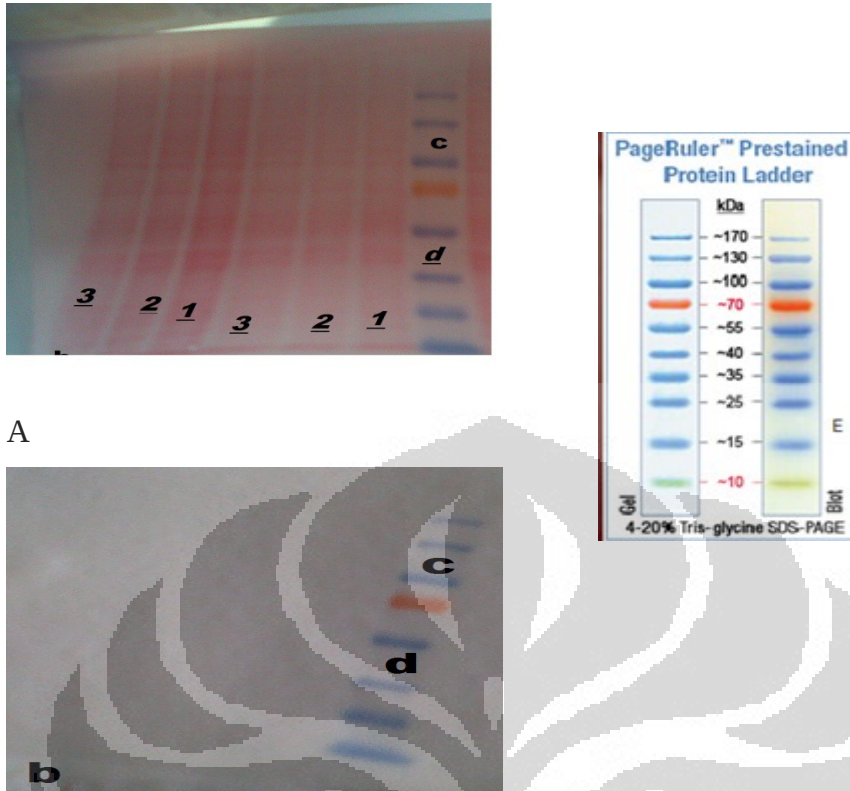 c
d
3 2 1 3 2 1
A
PageRuler™ Prestained
Protein Ladder
kDa
~170
~130
~100
~70
~55
~40
~35
~25
~15
~10
E
Gel
Blot
4-20% Tris-glycine SDS-PAGE
c
d
b